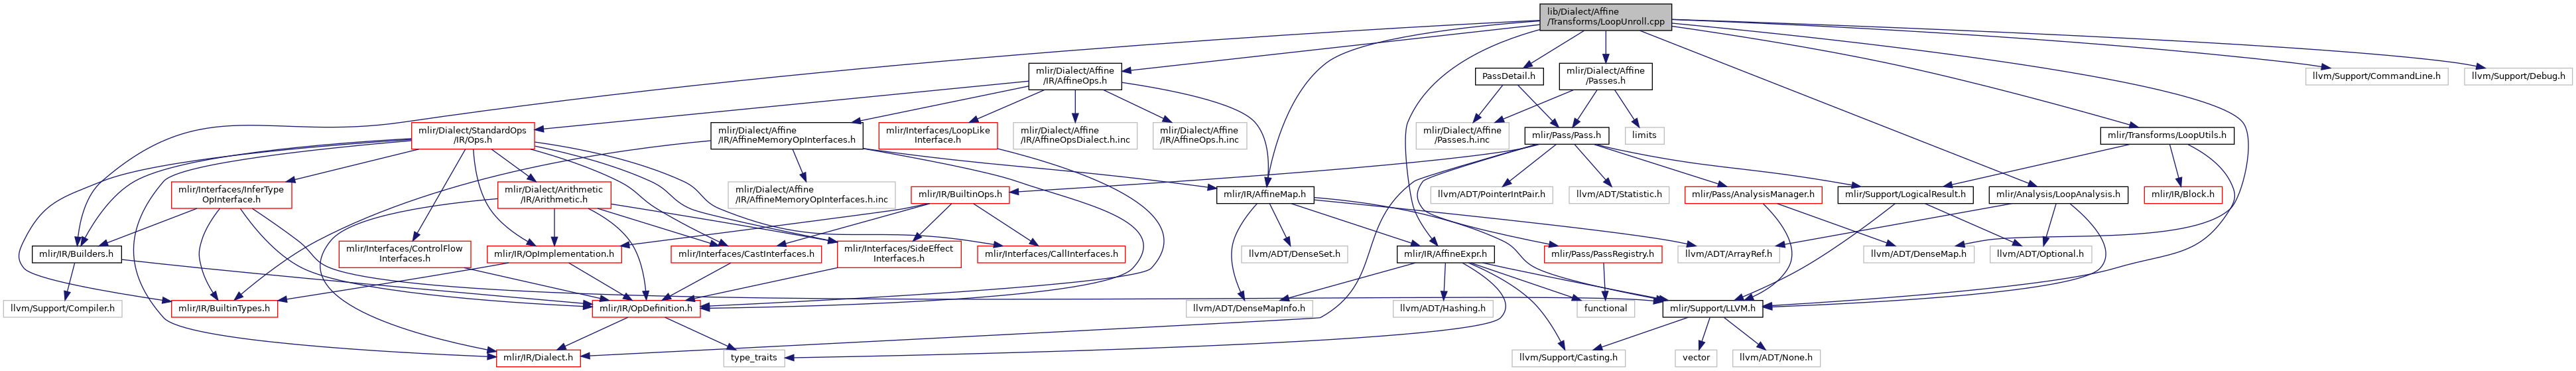 lib/Dialect/Affine
/Transforms/LoopUnroll.cpp
mlir/Dialect/Affine
/IR/AffineOps.h
PassDetail.h
mlir/Dialect/Affine
/Passes.h
llvm/Support/CommandLine.h
llvm/Support/Debug.h
mlir/Dialect/StandardOps
/IR/Ops.h
mlir/Dialect/Affine
/IR/AffineMemoryOpInterfaces.h
mlir/Interfaces/LoopLike
Interface.h
mlir/Dialect/Affine
/IR/AffineOpsDialect.h.inc
mlir/Dialect/Affine
/IR/AffineOps.h.inc
mlir/Dialect/Affine
/Passes.h.inc
mlir/Pass/Pass.h
limits
mlir/Transforms/LoopUtils.h
mlir/Interfaces/InferType
OpInterface.h
mlir/Dialect/Arithmetic
/IR/Arithmetic.h
mlir/Dialect/Affine
/IR/AffineMemoryOpInterfaces.h.inc
mlir/IR/BuiltinOps.h
mlir/IR/AffineMap.h
llvm/ADT/PointerIntPair.h
llvm/ADT/Statistic.h
mlir/Pass/AnalysisManager.h
mlir/Support/LogicalResult.h
mlir/Analysis/LoopAnalysis.h
mlir/IR/Block.h
mlir/IR/Builders.h
mlir/Interfaces/ControlFlow
Interfaces.h
mlir/IR/OpImplementation.h
mlir/Interfaces/CastInterfaces.h
mlir/Interfaces/SideEffect
Interfaces.h
mlir/Interfaces/CallInterfaces.h
llvm/ADT/DenseSet.h
mlir/IR/AffineExpr.h
mlir/Pass/PassRegistry.h
llvm/ADT/ArrayRef.h
llvm/ADT/DenseMap.h
llvm/ADT/Optional.h
llvm/Support/Compiler.h
mlir/IR/BuiltinTypes.h
mlir/IR/OpDefinition.h
llvm/ADT/DenseMapInfo.h
llvm/ADT/Hashing.h
functional
mlir/Support/LLVM.h
mlir/IR/Dialect.h
type_traits
llvm/Support/Casting.h
vector
llvm/ADT/None.h